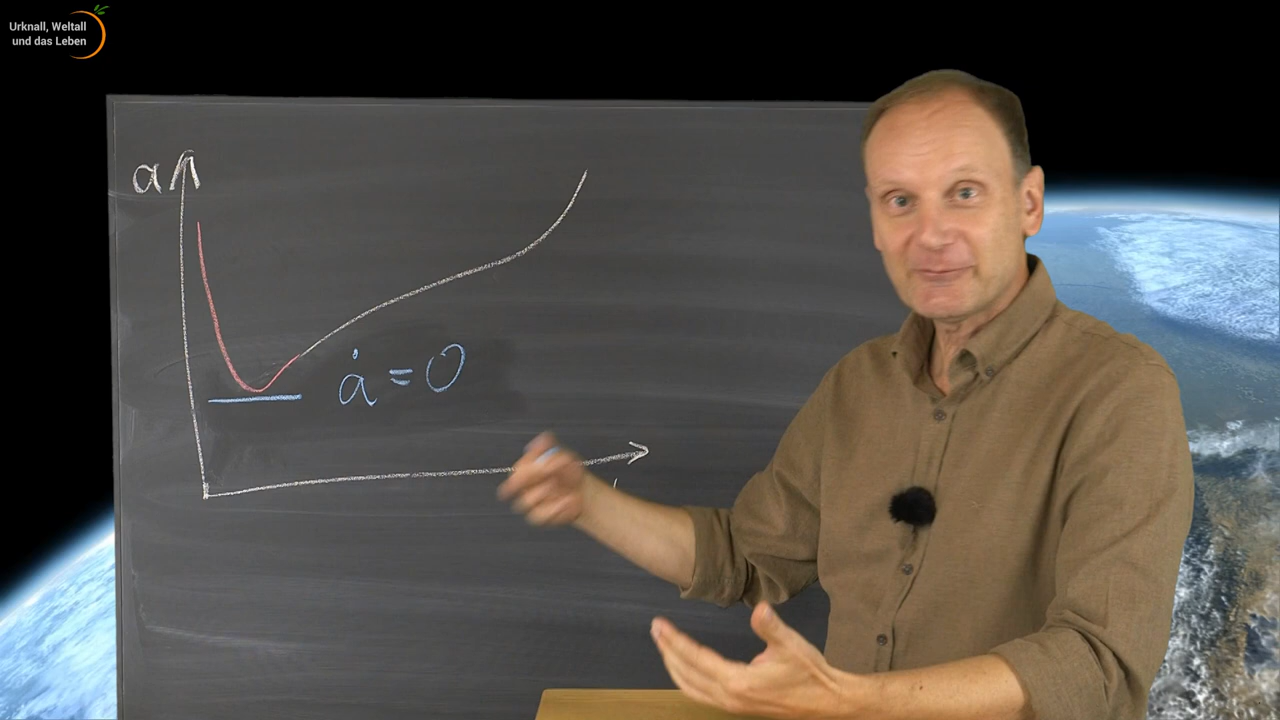 Urknall, Weltall
und das Leben
a
ȧ = 0